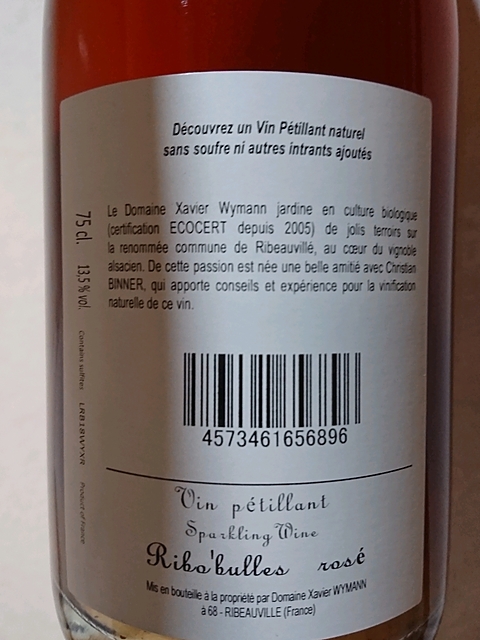 Découvrez un Vin Pétillant naturel
sans soufre ni autres intrants ajoutés
Le Domaine Xavier Wymann jardine en culture biologique
(certification ECOCERT depuis 2005) de jolis terroirs sur
la renommée commune de Ribeauvillé, au cœur du vignoble
alsacien. De cette passion est née une belle amitié avec Christian
BINNER, qui apporte conseils et expérience pour la vinification
naturelle de ce vin.
75 cl. 13.5 % vol. Contains sulfites LRB18WYXR Product of France
4573461656896
Vin pétillant
Sparkling Wine
Ribo'bulles rosé
Mis en bouteille à la propriété par Domaine Xavier WYMANN
à 68 - RIBEAUVILLE (France)